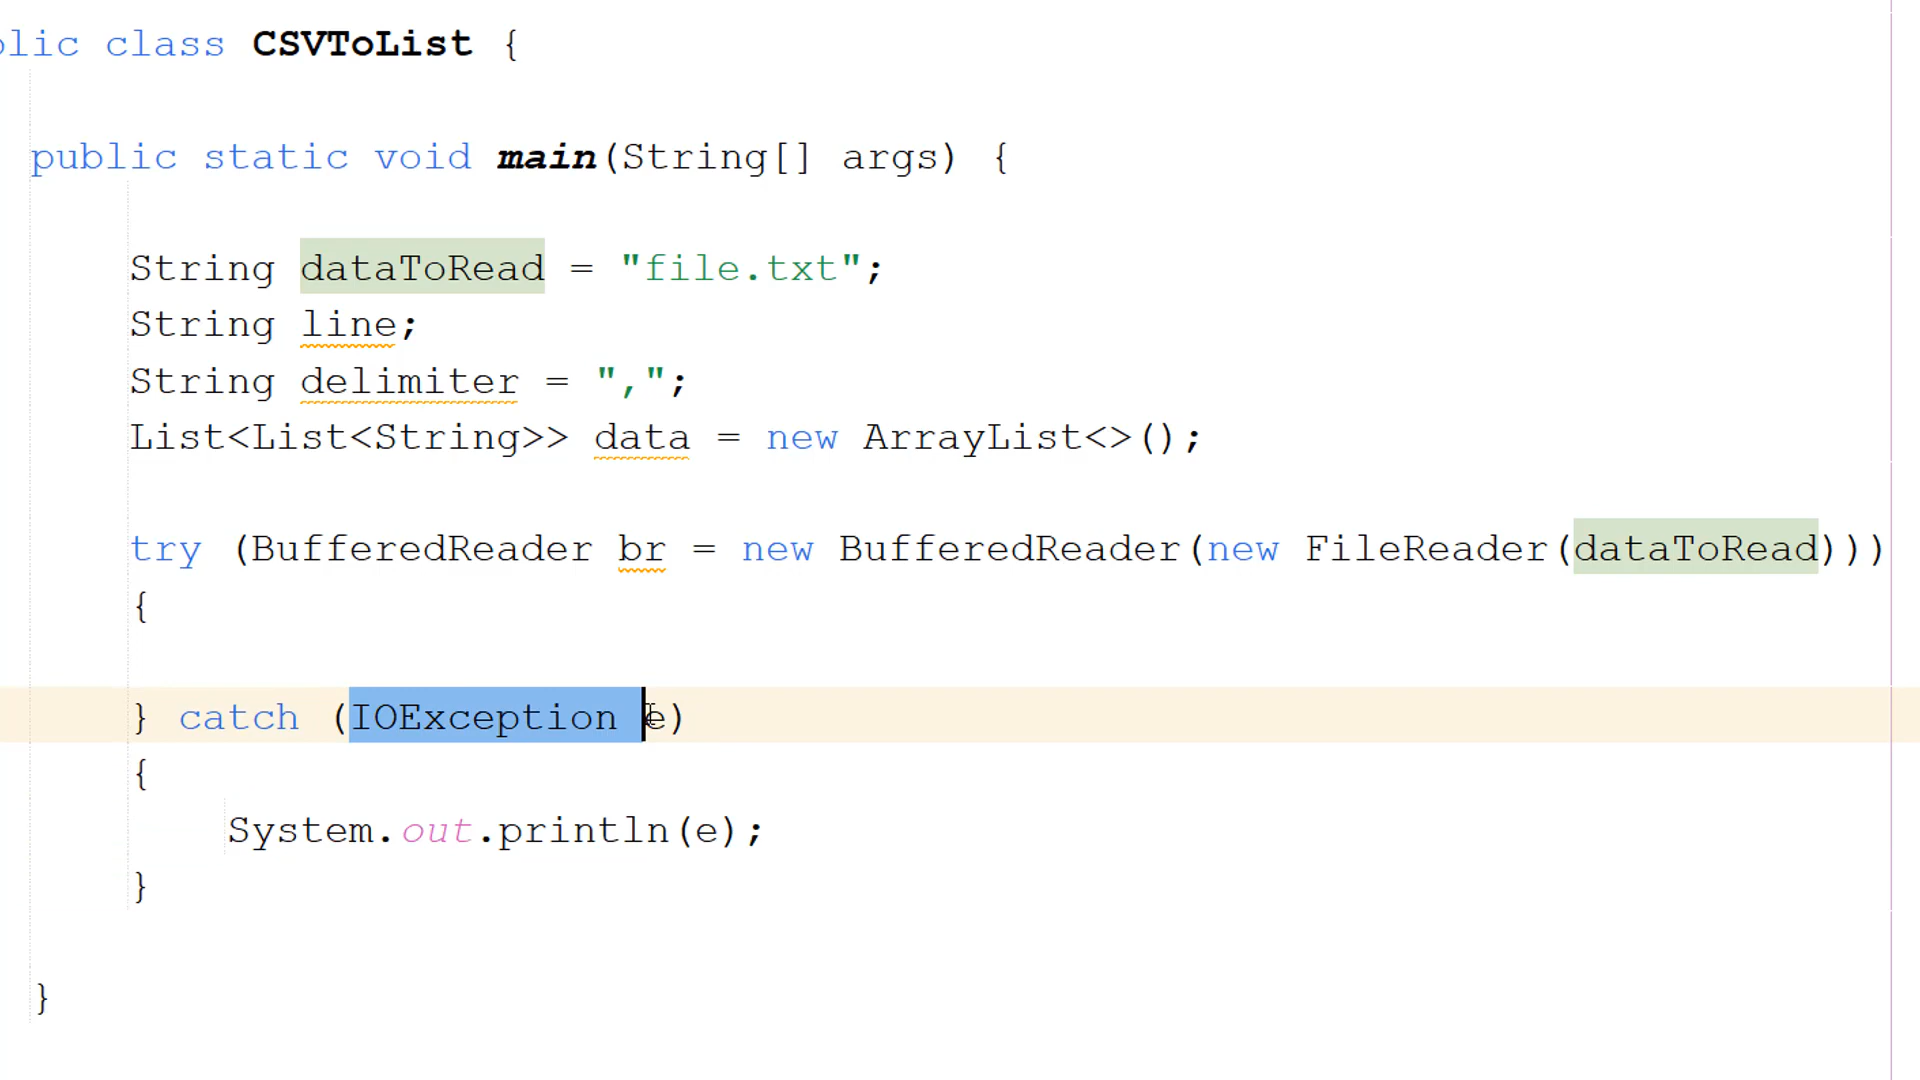 lic class CSVToList {
public static void main(String[] args) {
String dataToRead = "file.txt";
String line;
String delimiter = ",";
List<List<String>> data = new ArrayList<>();
try (BufferedReader br = new BufferedReader(new FileReader(dataToRead)))
{
} catch (IOException e)
{
System.out.println(e);
}
}